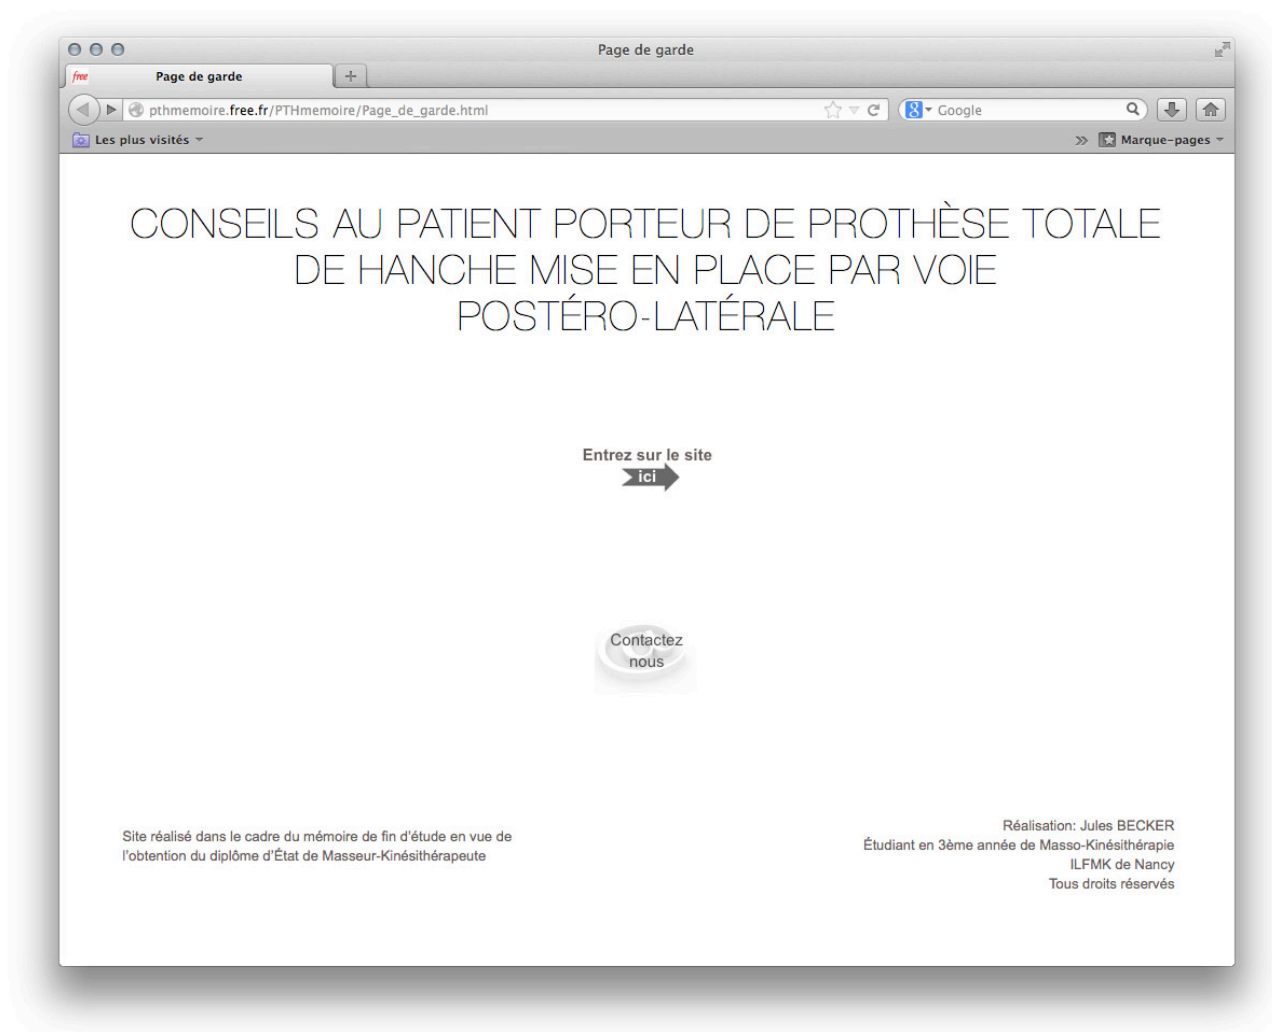 Page de garde
free Page de garde
pthmemoire.free.fr/PTHmemoire/Page_de_garde.html
Google
Les plus visités
Marque-pages
CONSEILS AU PATIENT PORTEUR DE PROTHÈSE TOTALE
DE HANCHE MISE EN PLACE PAR VOIE
POSTÉRO-LATÉRALE
Entrez sur le site
ici
Contactez
nous
Site réalisé dans le cadre du mémoire de fin d'étude en vue de
l'obtention du diplôme d'État de Masseur-Kinésithérapeute
Réalisation: Jules BECKER
Étudiant en 3ème année de Masso-Kinésithérapie
ILFMK de Nancy
Tous droits réservés